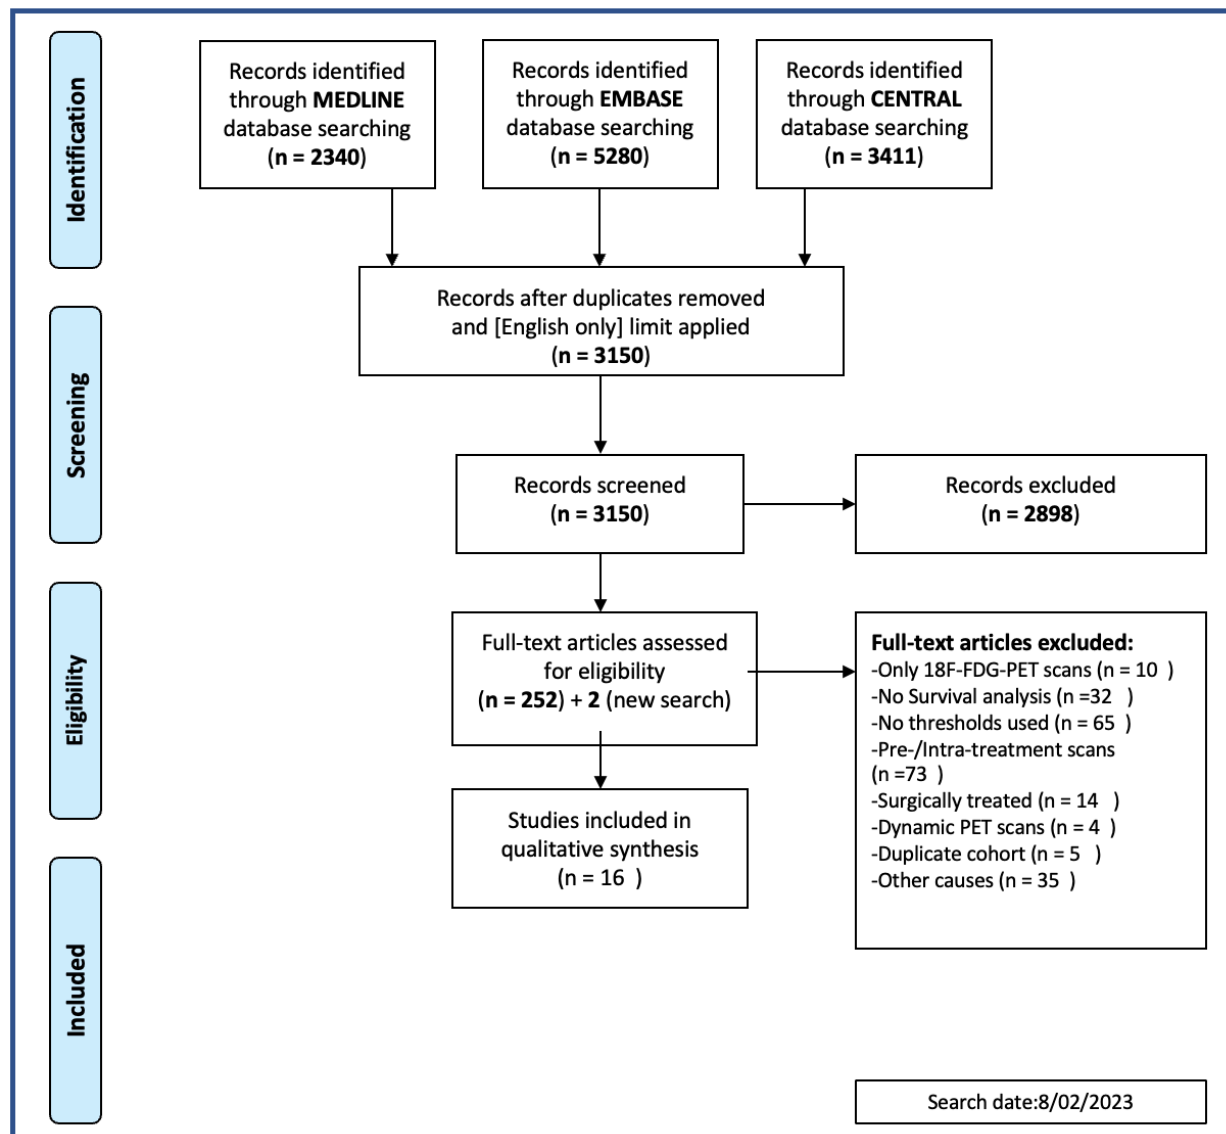 Identification
Records identified
through MEDLINE
database searching
(n = 2340)
Records identified
through EMBASE
database searching
(n = 5280)
Records identified
through CENTRAL
database searching
(n = 3411)
Records after duplicates removed
and [English only] limit applied
(n = 3150)
Screening
Records screened
(n = 3150)
Records excluded
(n = 2898)
Eligibility
Full-text articles assessed
for eligibility
(n = 252) + 2 (new search)
Full-text articles excluded:
-Only 18F-FDG-PET scans (n = 10  )
-No Survival analysis (n =32   )
-No thresholds used (n = 65   )
-Pre-/Intra-treatment scans
(n =73   )
-Surgically treated (n = 14   )
-Dynamic PET scans (n = 4   )
-Duplicate cohort (n = 5   )
-Other causes (n = 35   )
Studies included in
qualitative synthesis
(n = 16   )
Included
Search date:8/02/2023